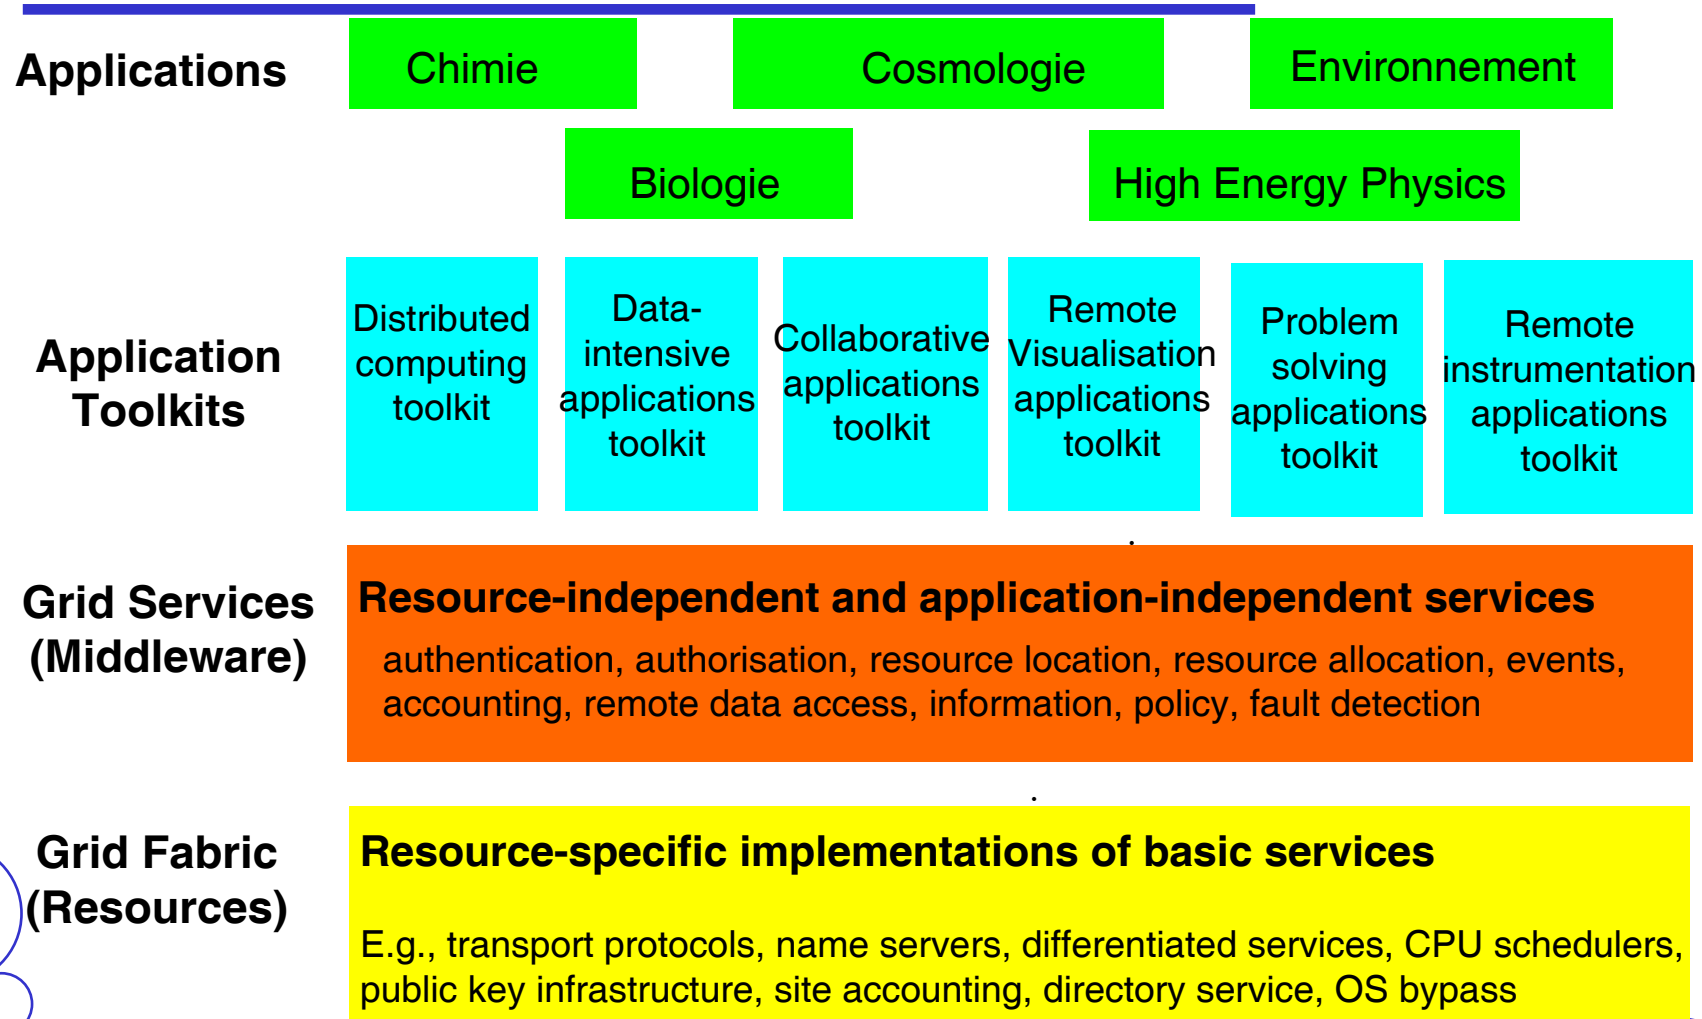 Applications
Chimie
Cosmologie
Environnement
Biologie
High Energy Physics
Application
Toolkits
Distributed
computing
toolkit
Data-
intensive
applications
toolkit
Collaborative
applications
toolkit
Remote
Visualisation
applications
toolkit
Problem
solving
applications
toolkit
Remote
instrumentation
applications
toolkit
.
Grid Services
(Middleware)
Resource-independent and application-independent services
authentication, authorisation, resource location, resource allocation, events,
accounting, remote data access, information, policy, fault detection
.
Grid Fabric
(Resources)
Resource-specific implementations of basic services
E.g., transport protocols, name servers, differentiated services, CPU schedulers,
public key infrastructure, site accounting, directory service, OS bypass